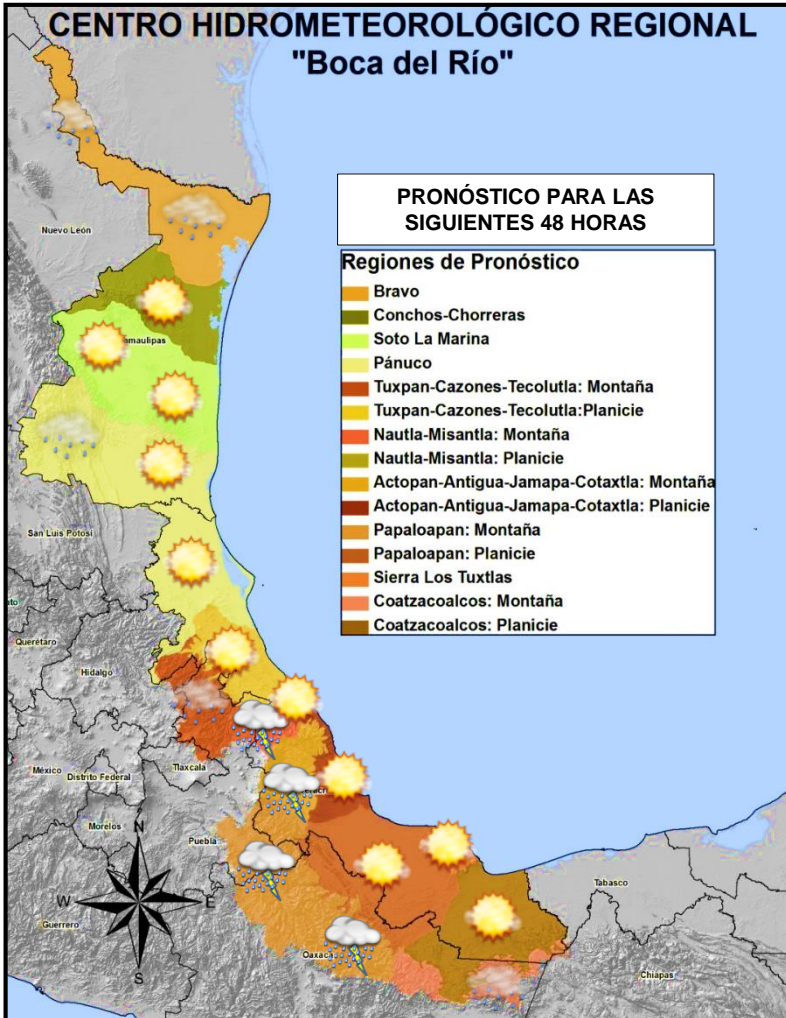 CENTRO HIDROMETEOROLÓGICO REGIONAL
"Boca del Río"
PRONÓSTICO PARA LAS
SIGUIENTES 48 HORAS
Regiones de Pronóstico
Bravo
Conchos-Chorreras
Soto La Marina
Pánuco
Tuxpan-Cazones-Tecolutla: Montaña
Tuxpan-Cazones-Tecolutla:Planicie
Nautla-Misantla: Montaña
Nautla-Misantla: Planicie
Actopan-Antigua-Jamapa-Cotaxtla: Montaña
Actopan-Antigua-Jamapa-Cotaxtla: Planicie
Papaloapan: Montaña
Papaloapan: Planicie
Sierra Los Tuxtlas
Coatzacoalcos: Montaña
Coatzacoalcos: Planicie
Nuevo León
maulipas
San Luis Potosí
Querétaro
Hidalgo
Tlaxcala
México
Distrito Federal
Morelos
Puebla
Guerrero
Oaxaca
Tabasco
Chiapas
N
W
E
S